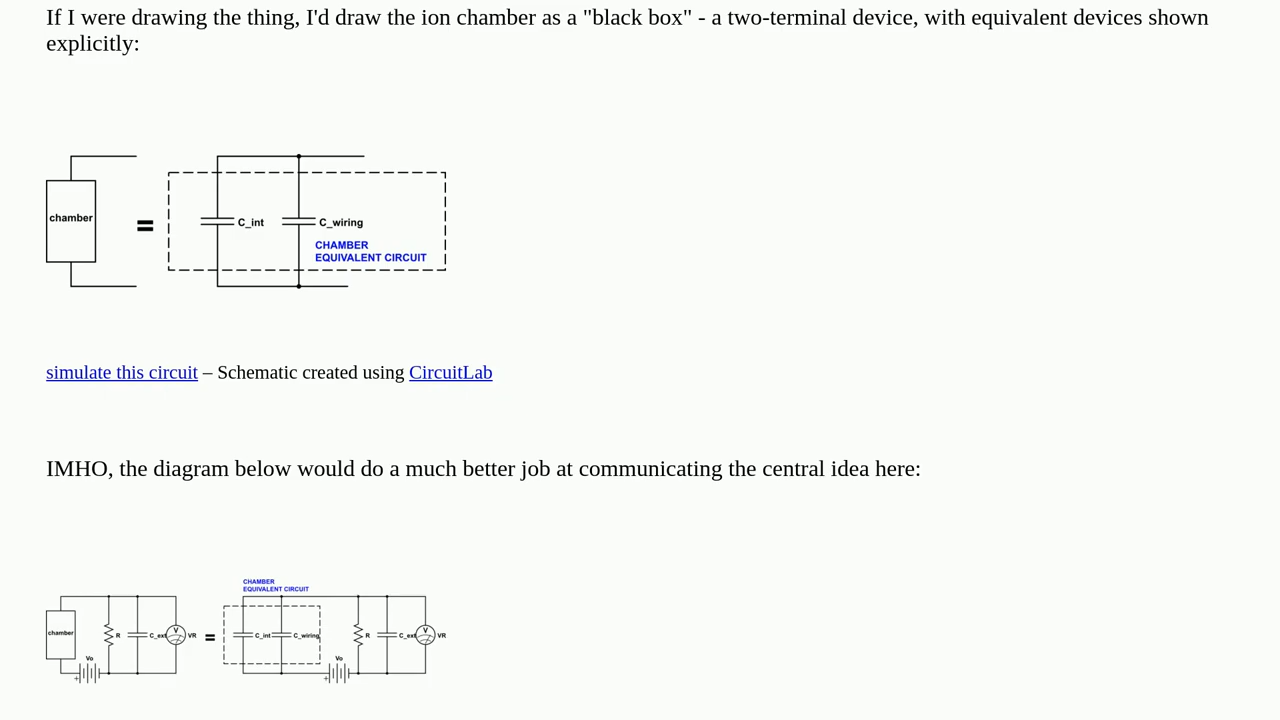 If I were drawing the thing, I'd draw the ion chamber as a "black box" - a two-terminal device, with equivalent devices shown
explicitly:
chamber
=
C_int
C_wiring
CHAMBER
EQUIVALENT CIRCUIT
simulate this circuit – Schematic created using CircuitLab
IMHO, the diagram below would do a much better job at communicating the central idea here:
CHAMBER
EQUIVALENT CIRCUIT
chamber
R
C_ext
V
VR
=
C_int
C_wiring
R
C_ext
V
VR
Vo
+
Vo
+